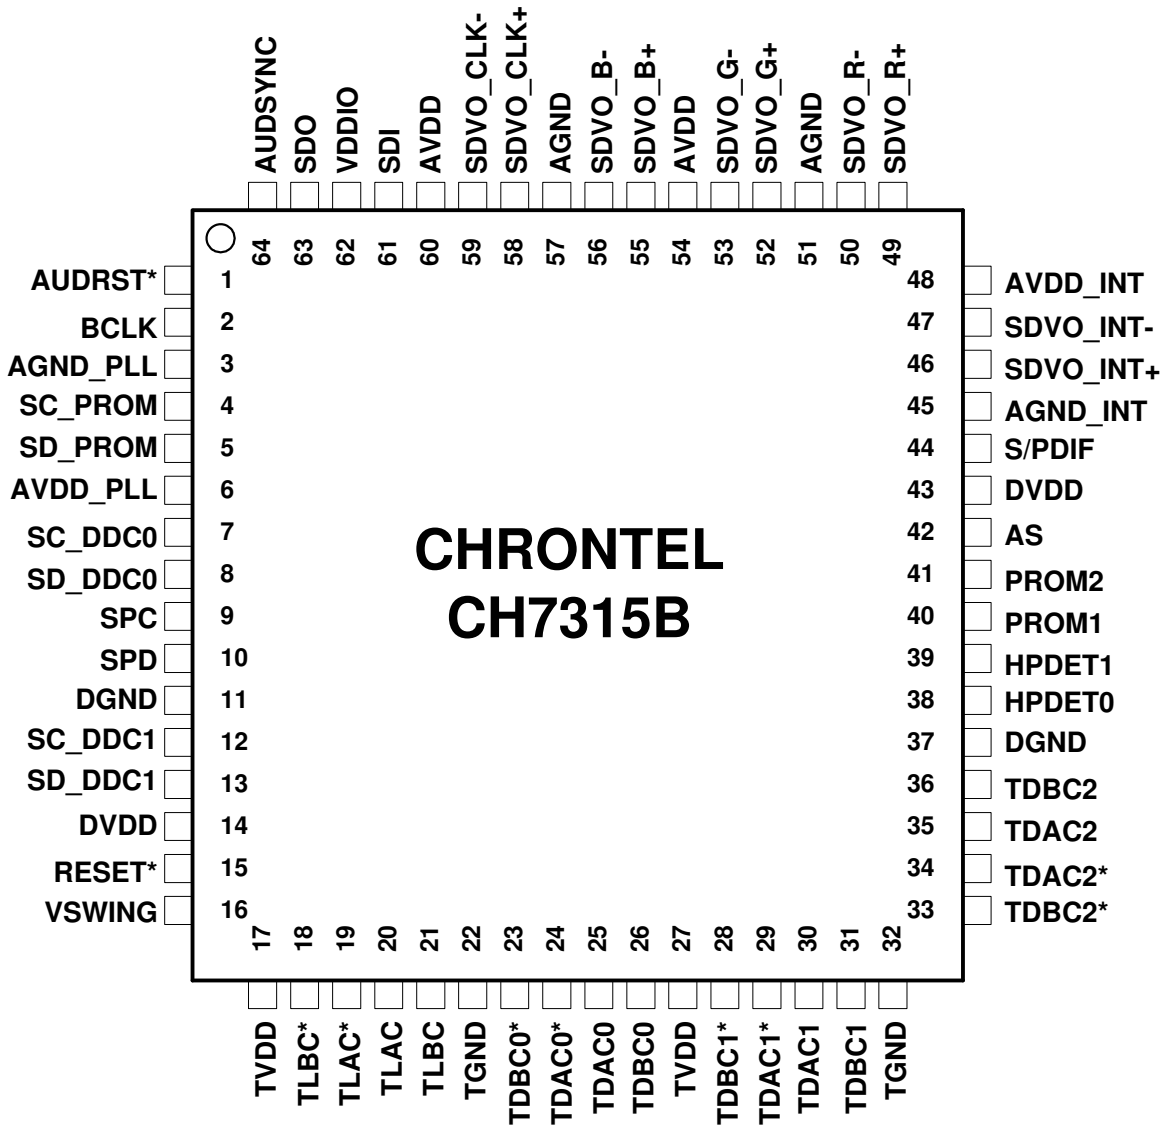 AUDSYNC
SDO
VDDIO
SDI
AVDD
SDVO_CLK-
SDVO_CLK+
AGND
SDVO_B-
SDVO_B+
AVDD
SDVO_G-
SDVO_G+
AGND
SDVO_R-
SDVO_R+
64
63
62
61
60
59
58
57
56
55
54
53
52
51
50
49
AUDRST* 1
BCLK 2
AGND_PLL 3
SC_PROM 4
SD_PROM 5
AVDD_PLL 6
SC_DDC0 7
SD_DDC0 8
SPC 9
SPD 10
DGND 11
SC_DDC1 12
SD_DDC1 13
DVDD 14
RESET* 15
VSWING 16
CHRONTEL
CH7315B
48 AVDD_INT
47 SDVO_INT-
46 SDVO_INT+
45 AGND_INT
44 S/PDIF
43 DVDD
42 AS
41 PROM2
40 PROM1
39 HPDET1
38 HPDET0
37 DGND
36 TDBC2
35 TDAC2
34 TDAC2*
33 TDBC2*
17
18
19
20
21
22
23
24
25
26
27
28
29
30
31
32
TVDD
TLBC*
TLAC*
TLAC
TLBC
TGND
TDBC0*
TDAC0*
TDAC0
TDBC0
TVDD
TDBC1*
TDAC1*
TDAC1
TDBC1
TGND